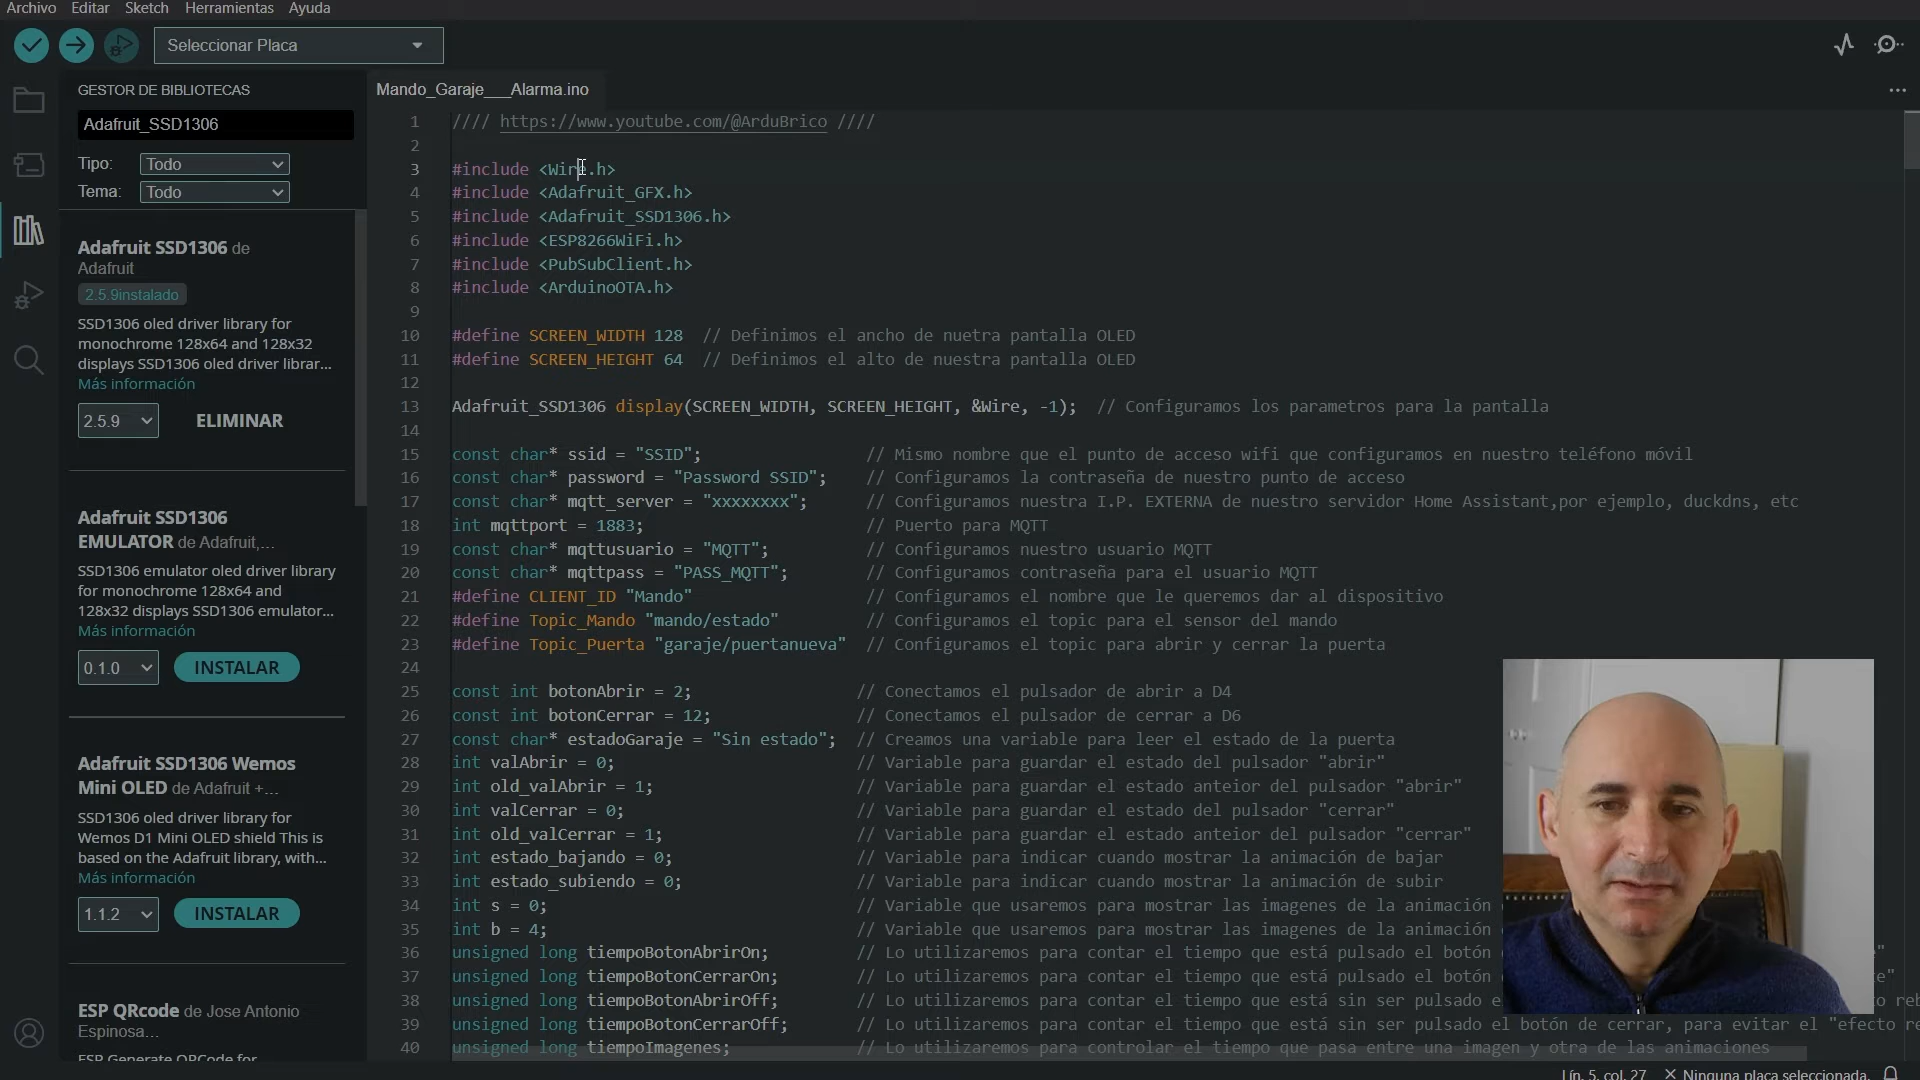 Archivo Editar Sketch Herramientas Ayuda
Seleccionar Placa
GESTOR DE BIBLIOTECAS
Adafruit_SSD1306
Tipo: Todo
Tema: Todo
Adafruit SSD1306 de
Adafruit
2.5.9instalado
SSD1306 oled driver library for
monochrome 128x64 and 128x32
displays SSD1306 oled driver librar...
Más información
2.5.9 ELIMINAR
Adafruit SSD1306
EMULATOR de Adafruit,...
SSD1306 emulator oled driver library
for monochrome 128x64 and
128x32 displays SSD1306 emulator...
Más información
0.1.0 INSTALAR
Adafruit SSD1306 Wemos
Mini OLED de Adafruit +...
SSD1306 oled driver library for
Wemos D1 Mini OLED shield This is
based on the Adafruit library, with...
Más información
1.1.2 INSTALAR
ESP QRcode de Jose Antonio
Espinosa...
ESP Generate QRCode for
Mando_Garaje___Alarma.ino
1 //// https://www.youtube.com/@ArduBrico ////
2
3 #include <Wire.h>
4 #include <Adafruit_GFX.h>
5 #include <Adafruit_SSD1306.h>
6 #include <ESP8266WiFi.h>
7 #include <PubSubClient.h>
8 #include <ArduinoOTA.h>
9
10 #define SCREEN_WIDTH 128 // Definimos el ancho de nuetra pantalla OLED
11 #define SCREEN_HEIGHT 64 // Definimos el alto de nuestra pantalla OLED
12
13 Adafruit_SSD1306 display(SCREEN_WIDTH, SCREEN_HEIGHT, &Wire, -1); // Configuramos los parametros para la pantalla
14
15 const char* ssid = "SSID"; // Mismo nombre que el punto de acceso wifi que configuramos en nuestro teléfono móvil
16 const char* password = "Password SSID"; // Configuramos la contraseña de nuestro punto de acceso
17 const char* mqtt_server = "xxxxxxxx"; // Configuramos nuestra I.P. EXTERNA de nuestro servidor Home Assistant,por ejemplo, duckdns, etc
18 int mqttport = 1883; // Puerto para MQTT
19 const char* mqttusuario = "MQTT"; // Configuramos nuestro usuario MQTT
20 const char* mqttpass = "PASS_MQTT"; // Configuramos contraseña para el usuario MQTT
21 #define CLIENT_ID "Mando" // Configuramos el nombre que le queremos dar al dispositivo
22 #define Topic_Mando "mando/estado" // Configuramos el topic para el sensor del mando
23 #define Topic_Puerta "garaje/puertanueva" // Configuramos el topic para abrir y cerrar la puerta
24
25 const int botonAbrir = 2; // Conectamos el pulsador de abrir a D4
26 const int botonCerrar = 12; // Conectamos el pulsador de cerrar a D6
27 const char* estadoGaraje = "Sin estado"; // Creamos una variable para leer el estado de la puerta
28 int valAbrir = 0; // Variable para guardar el estado del pulsador "abrir"
29 int old_valAbrir = 1; // Variable para guardar el estado anteior del pulsador "abrir"
30 int valCerrar = 0; // Variable para guardar el estado del pulsador "cerrar"
31 int old_valCerrar = 1; // Variable para guardar el estado anteior del pulsador "cerrar"
32 int estado_bajando = 0; // Variable para indicar cuando mostrar la animación de bajar
33 int estado_subiendo = 0; // Variable para indicar cuando mostrar la animación de subir
34 int s = 0; // Variable que usaremos para mostrar las imagenes de la animación
35 int b = 4; // Variable que usaremos para mostrar las imagenes de la animación
36 unsigned long tiempoBotonAbrirOn; // Lo utilizaremos para contar el tiempo que está pulsado el botón
37 unsigned long tiempoBotonCerrarOn; // Lo utilizaremos para contar el tiempo que está pulsado el botón
38 unsigned long tiempoBotonAbrirOff; // Lo utilizaremos para contar el tiempo que está sin ser pulsado e
39 unsigned long tiempoBotonCerrarOff; // Lo utilizaremos para contar el tiempo que está sin ser pulsado el botón de cerrar, para evitar el "efecto re
40 unsigned long tiempoImagenes; // Lo utilizaremos para controlar el tiempo que pasa entre una imagen y otra de las animaciones
Lín. 5, col. 27 Ninguna placa seleccionada.